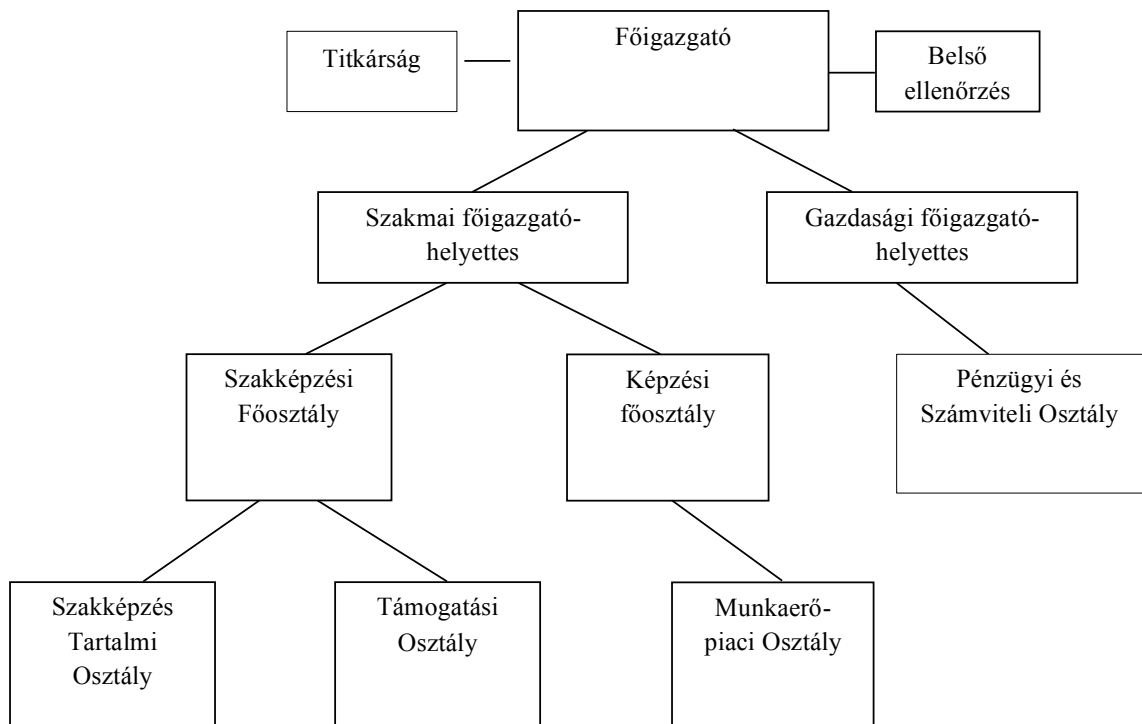 Titkárság
Főigazgató
Belső
ellenőrzés
Szakmai főigazgató-
helyettes
Gazdasági főigazgató-
helyettes
Szakképzési
Főosztály
Képzési
főosztály
Pénzügyi és
Számviteli Osztály
Szakképzés
Tartalmi
Osztály
Támogatási
Osztály
Munkaerő-
piaci Osztály